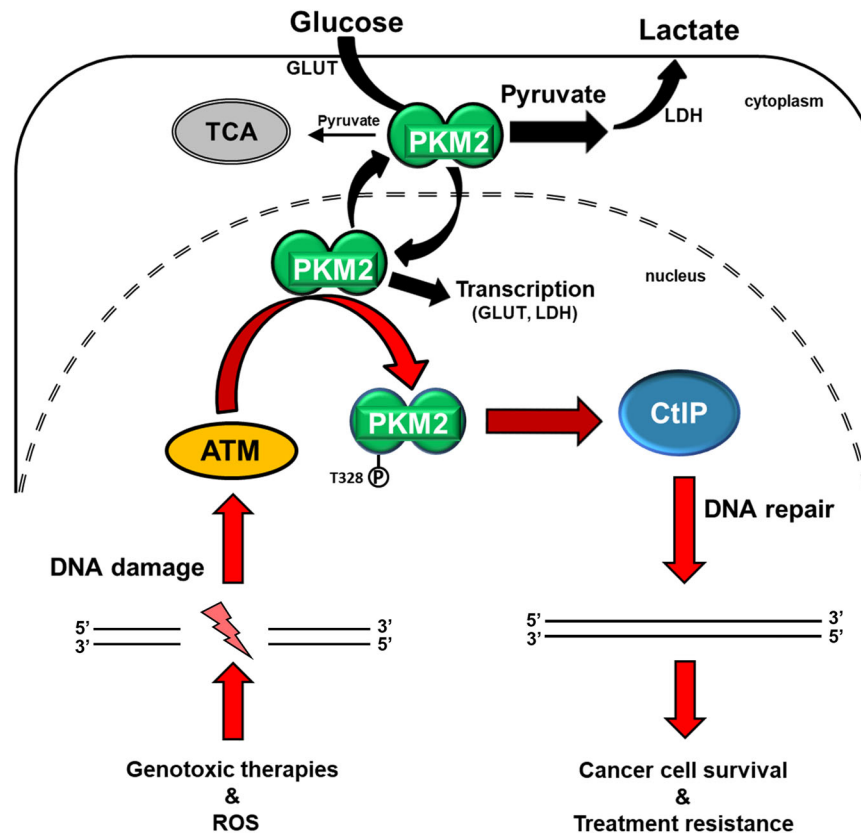 Glucose
Lactate
GLUT
Pyruvate
cytoplasm
LDH
TCA
Pyruvate
PKM2
PKM2
nucleus
Transcription
(GLUT, LDH)
ATM
PKM2
CtIP
T328 P
DNA repair
DNA damage
5’ 3’
3’ 5’
5’ 3’
3’ 5’
Genotoxic therapies
&
ROS
Cancer cell survival
&
Treatment resistance